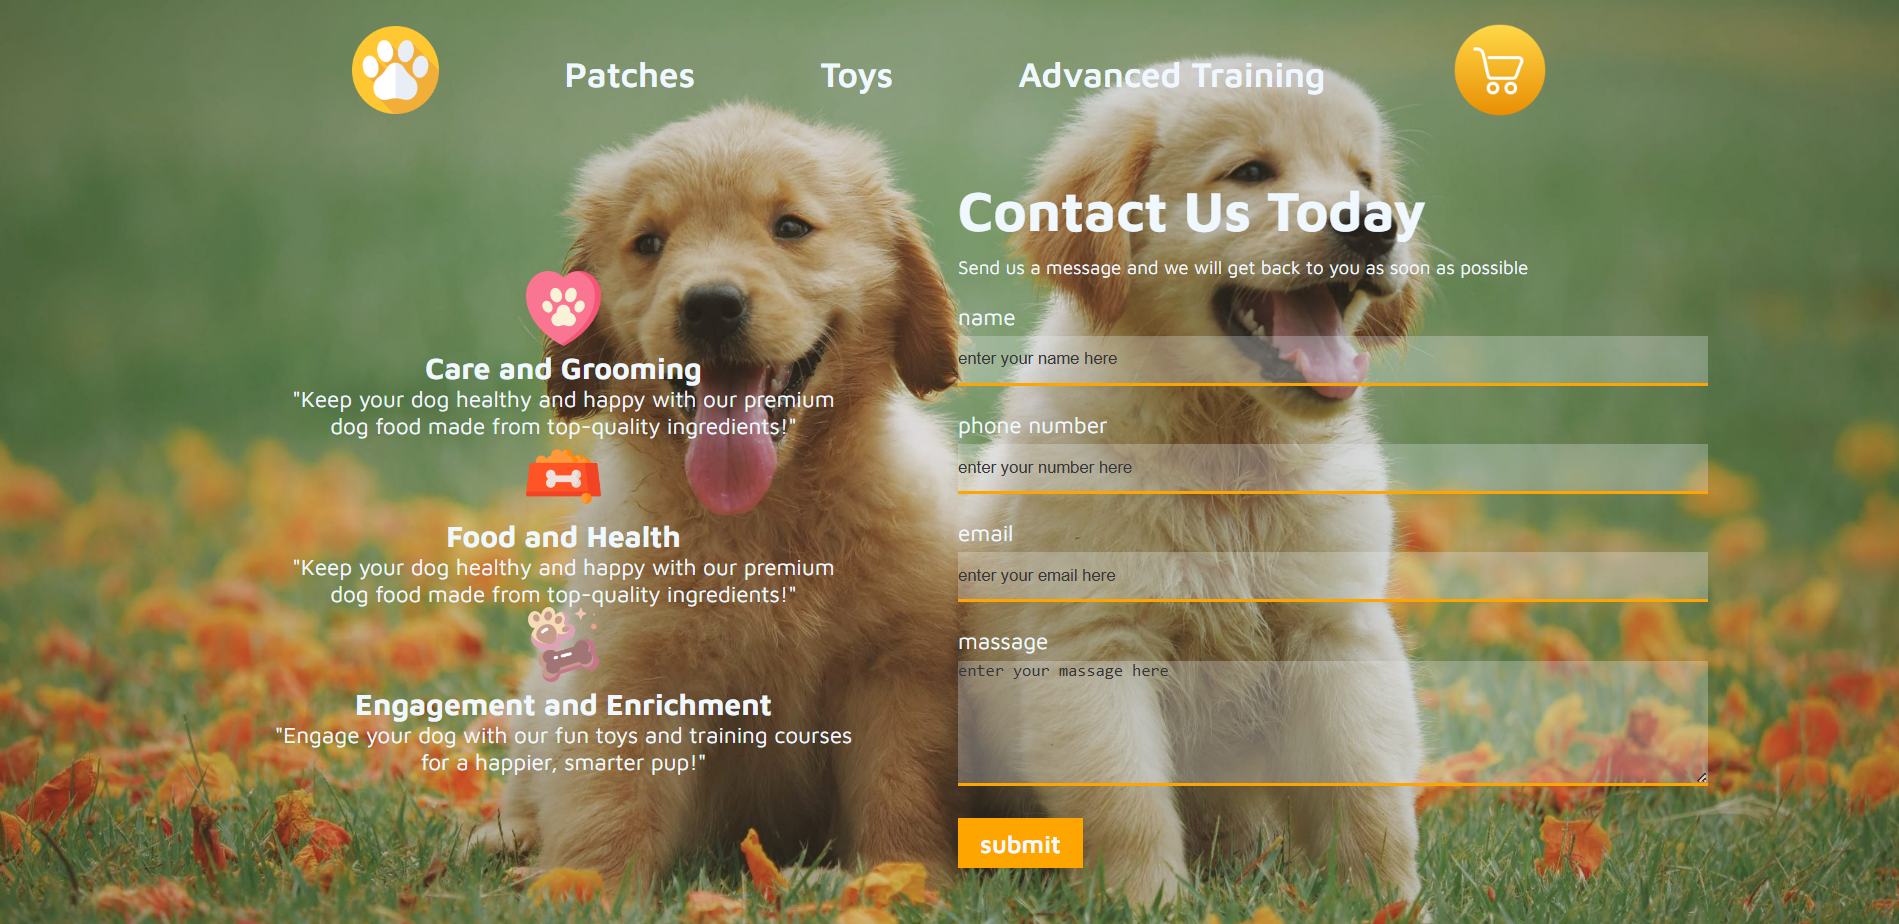 Patches
Toys
Advanced Training
Care and Grooming
"Keep your dog healthy and happy with our premium
dog food made from top-quality ingredients!"
Food and Health
"Keep your dog healthy and happy with our premium
dog food made from top-quality ingredients!"
Engagement and Enrichment
"Engage your dog with our fun toys and training courses
for a happier, smarter pup!"
Contact Us Today
Send us a message and we will get back to you as soon as possible
name
enter your name here
phone number
enter your number here
email
enter your email here
massage
enter your massage here
submit